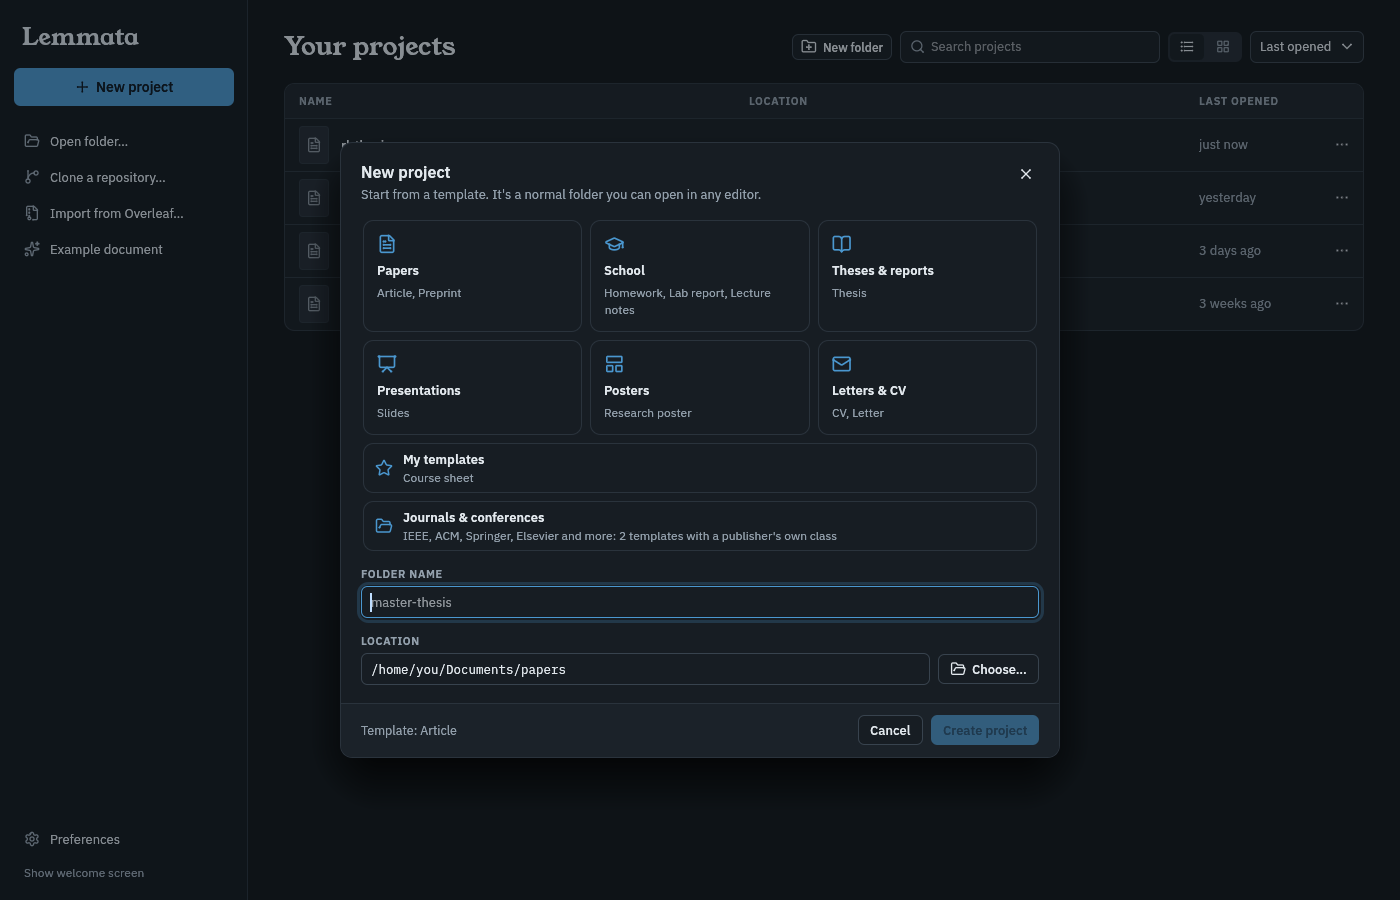 Lemmata
New project
Open folder...
Clone a repository...
Import from Overleaf...
Example document
Preferences
Show welcome screen
Your projects
New folder
Search projects
Last opened
NAME
LOCATION
LAST OPENED
just now
yesterday
3 days ago
3 weeks ago
New project
Start from a template. It's a normal folder you can open in any editor.
Papers
Article, Preprint
School
Homework, Lab report, Lecture
notes
Theses & reports
Thesis
Presentations
Slides
Posters
Research poster
Letters & CV
CV, Letter
My templates
Course sheet
Journals & conferences
IEEE, ACM, Springer, Elsevier and more: 2 templates with a publisher's own class
FOLDER NAME
master-thesis
LOCATION
/home/you/Documents/papers
Choose...
Template: Article
Cancel
Create project